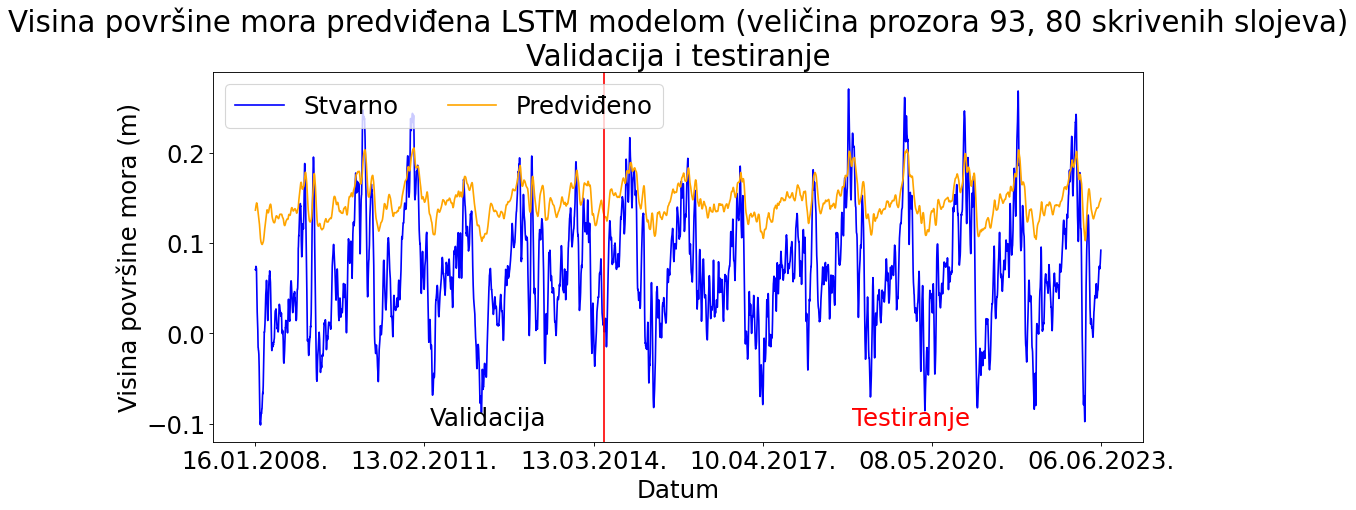 Visina površine mora predviđena LSTM modelom (veličina prozora 93, 80 skrivenih slojeva)
Validacija i testiranje
Stvarno Predviđeno
Visina površine mora (m)
0.2
0.1
0.0
−0.1
Validacija
Testiranje
16.01.2008. 13.02.2011. 13.03.2014. 10.04.2017. 08.05.2020. 06.06.2023.
Datum